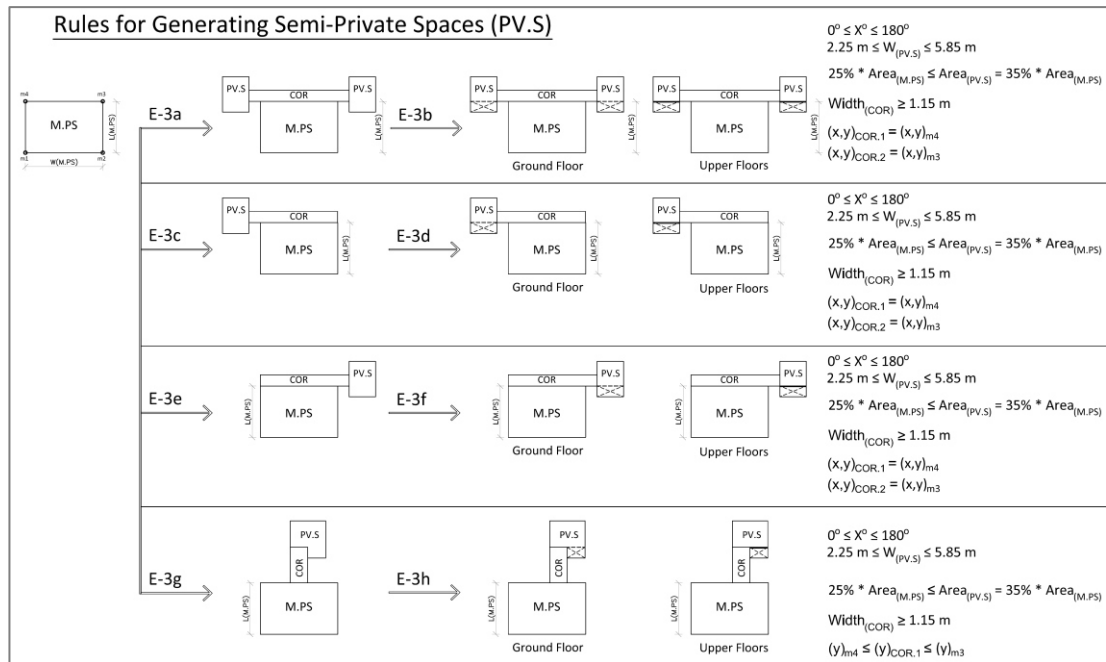 Rules for Generating Semi-Private Spaces (PV.S)
m4 m3
M.PS
m1 m2
L(M.PS)
W(M.PS)
E-3a
PV.S PV.S
COR
M.PS
L(M.PS)
E-3b
PV.S PV.S
COR
M.PS
L(M.PS)
Ground Floor
PV.S PV.S
COR
M.PS
L(M.PS)
Upper Floors
0° ≤ X° ≤ 180°
2.25 m ≤ W(PV.S) ≤ 5.85 m
25% * Area(M.PS) ≤ Area(PV.S) = 35% * Area(M.PS)
Width(COR) ≥ 1.15 m
(x,y)COR.1 = (x,y)m4
(x,y)COR.2 = (x,y)m3
E-3c
PV.S
COR
M.PS
L(M.PS)
E-3d
PV.S
COR
M.PS
L(M.PS)
Ground Floor
PV.S
COR
M.PS
L(M.PS)
Upper Floors
0° ≤ X° ≤ 180°
2.25 m ≤ W(PV.S) ≤ 5.85 m
25% * Area(M.PS) ≤ Area(PV.S) = 35% * Area(M.PS)
Width(COR) ≥ 1.15 m
(x,y)COR.1 = (x,y)m4
(x,y)COR.2 = (x,y)m3
E-3e
PV.S
COR
M.PS
L(M.PS)
E-3f
PV.S
COR
M.PS
L(M.PS)
Ground Floor
PV.S
COR
M.PS
L(M.PS)
Upper Floors
0° ≤ X° ≤ 180°
2.25 m ≤ W(PV.S) ≤ 5.85 m
25% * Area(M.PS) ≤ Area(PV.S) = 35% * Area(M.PS)
Width(COR) ≥ 1.15 m
(x,y)COR.1 = (x,y)m4
(x,y)COR.2 = (x,y)m3
E-3g
PV.S
COR
M.PS
L(M.PS)
E-3h
PV.S
COR
M.PS
L(M.PS)
Ground Floor
PV.S
COR
M.PS
L(M.PS)
Upper Floors
0° ≤ X° ≤ 180°
2.25 m ≤ W(PV.S) ≤ 5.85 m
25% * Area(M.PS) ≤ Area(PV.S) = 35% * Area(M.PS)
Width(COR) ≥ 1.15 m
(y)m4 ≤ (y)COR.1 ≤ (y)m3